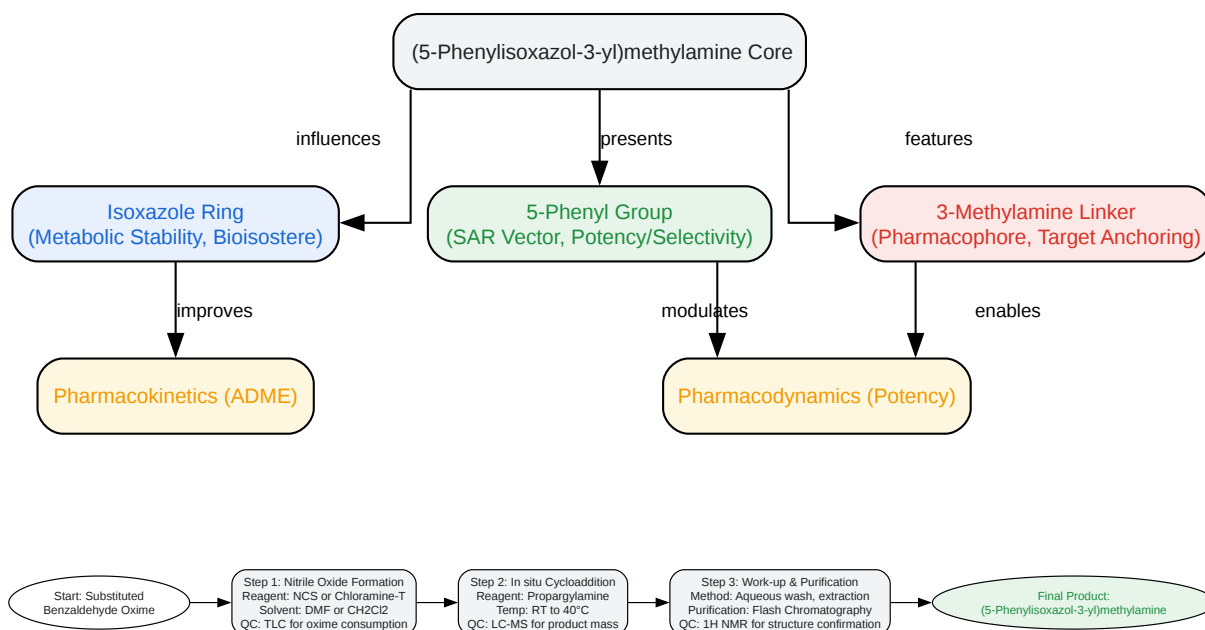 (5-Phenylisoxazol-3-yl)methylamine Core
influences
presents
features
Isoxazole Ring
(Metabolic Stability, Bioisostere)
5-Phenyl Group
(SAR Vector, Potency/Selectivity)
3-Methylamine Linker
(Pharmacophore, Target Anchoring)
improves
modulates
enables
Pharmacokinetics (ADME)
Pharmacodynamics (Potency)
Start: Substituted
Benzaldehyde Oxime
Step 1: Nitrile Oxide Formation
Reagent: NCS or Chloramine-T
Solvent: DMF or CH2Cl2
QC: TLC for oxime consumption
Step 2: In situ Cycloaddition
Reagent: Propargylamine
Temp: RT to 40°C
QC: LC-MS for product mass
Step 3: Work-up & Purification
Method: Aqueous wash, extraction
Purification: Flash Chromatography
QC: 1H NMR for structure confirmation
Final Product:
(5-Phenylisoxazol-3-yl)methylamine